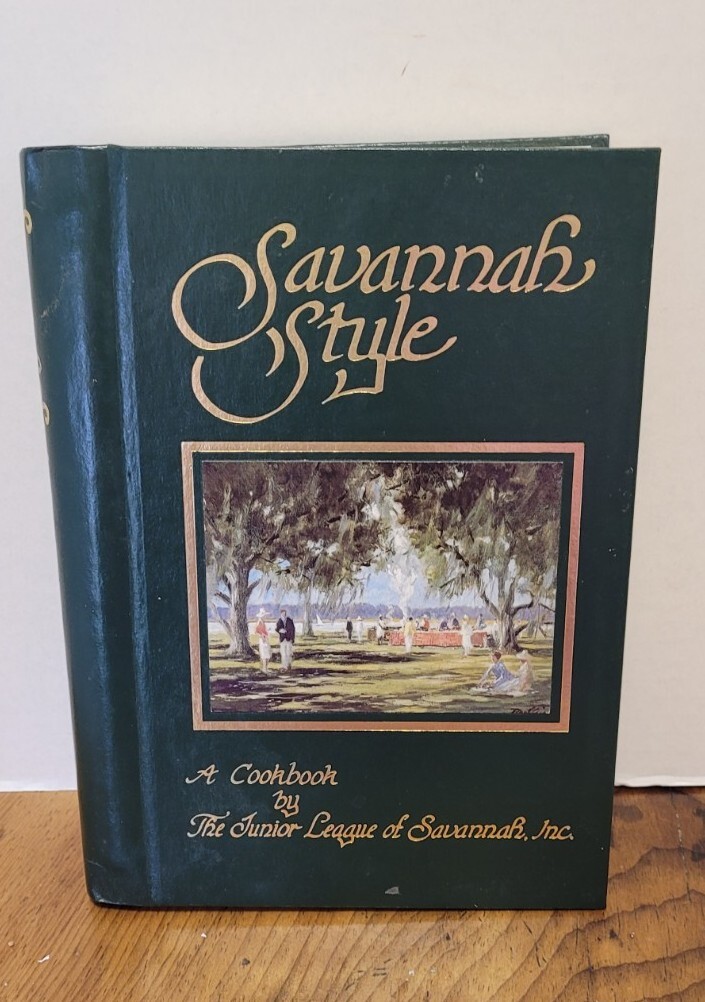 Savannah
Style
A Cookbook
by
The Junior League of Savannah, Inc.